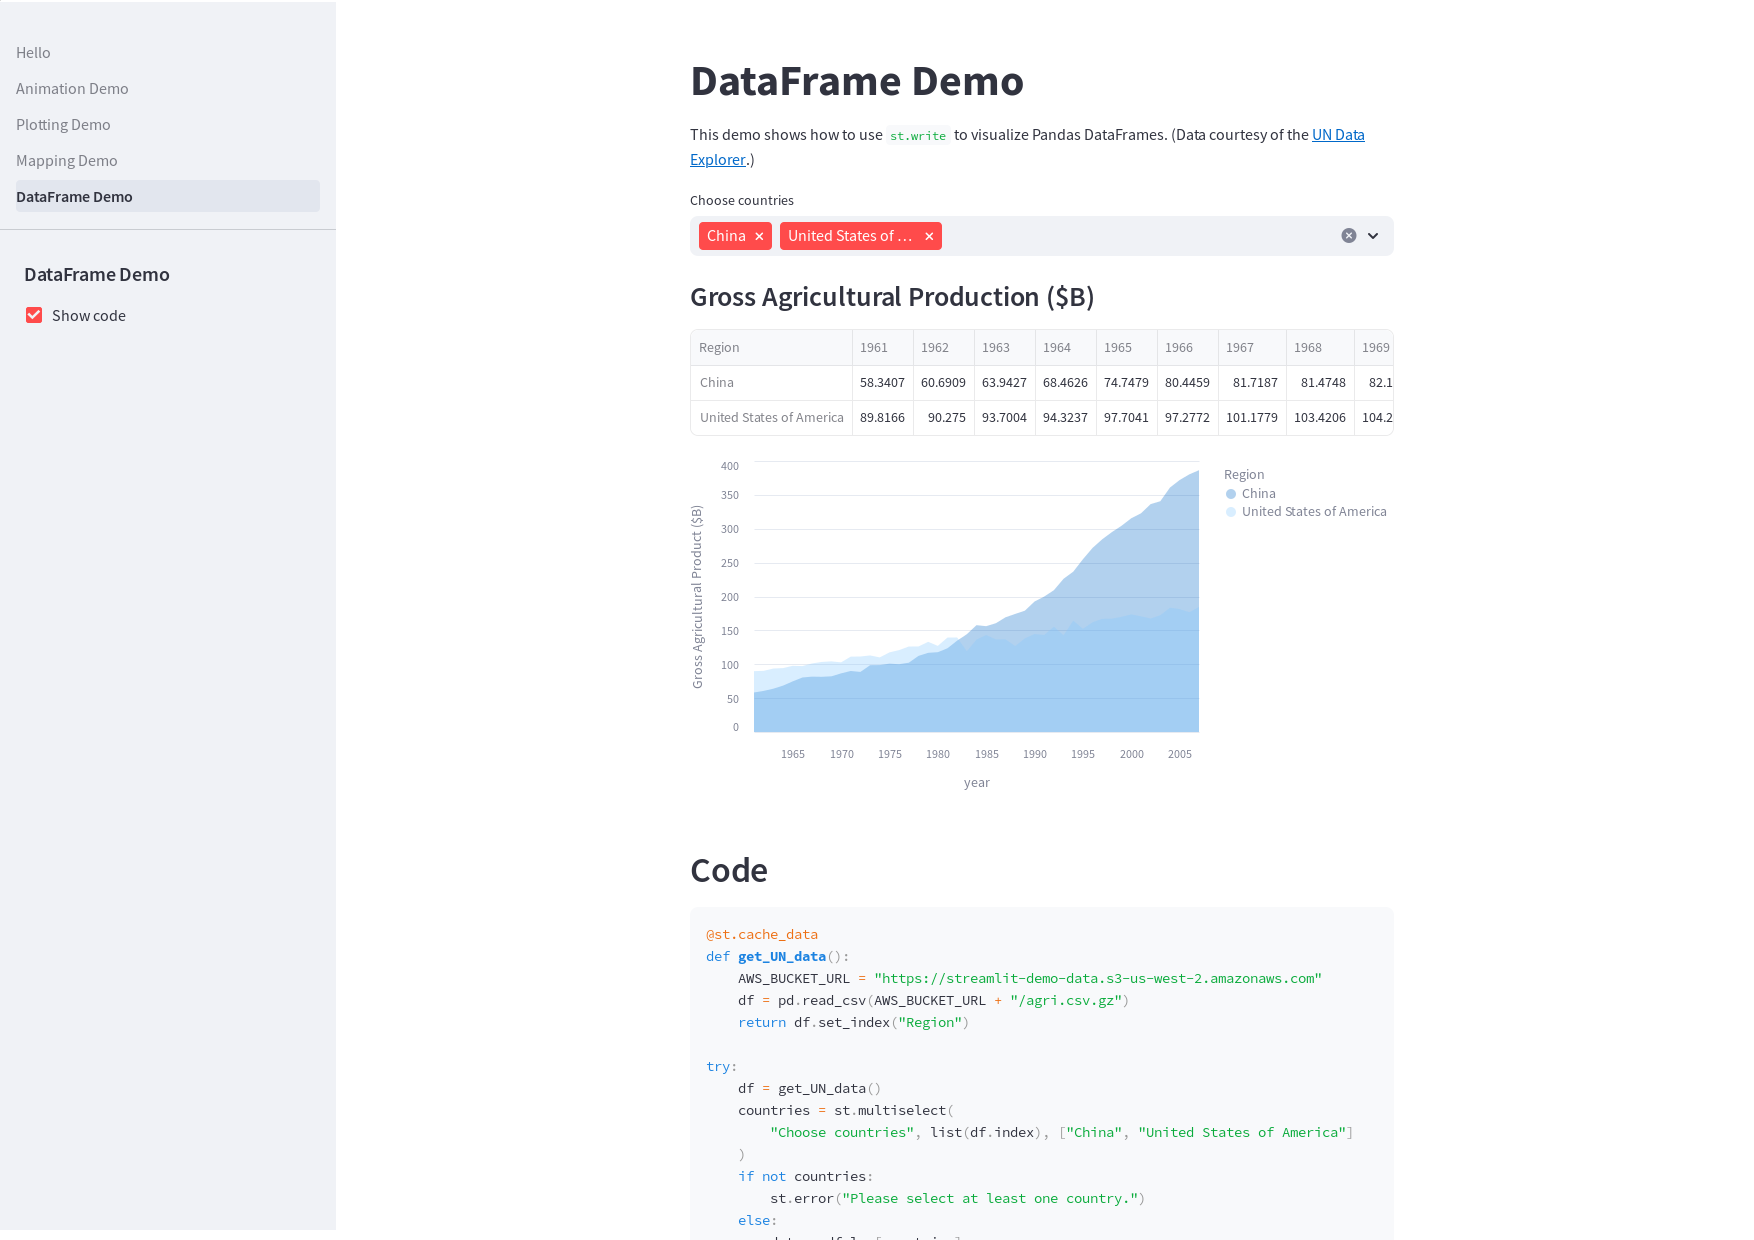 Hello
Animation Demo
Plotting Demo
Mapping Demo
DataFrame Demo
DataFrame Demo
Show code
DataFrame Demo
This demo shows how to use st.write to visualize Pandas DataFrames. (Data courtesy of the UN Data
Explorer.)
Choose countries
China United States of …
Gross Agricultural Production ($B)
Region 1961 1962 1963 1964 1965 1966 1967 1968 1969
China 58.3407 60.6909 63.9427 68.4626 74.7479 80.4459 81.7187 81.4748 82.1
United States of America 89.8166 90.275 93.7004 94.3237 97.7041 97.2772 101.1779 103.4206 104.2
Gross Agricultural Product ($B)
400
350
300
250
200
150
100
50
0
1965 1970 1975 1980 1985 1990 1995 2000 2005
year
Region
China
United States of America
Code
@st.cache_data
def get_UN_data():
    AWS_BUCKET_URL = "https://streamlit-demo-data.s3-us-west-2.amazonaws.com"
    df = pd.read_csv(AWS_BUCKET_URL + "/agri.csv.gz")
    return df.set_index("Region")
try:
    df = get_UN_data()
    countries = st.multiselect(
        "Choose countries", list(df.index), ["China", "United States of America"]
    )
    if not countries:
        st.error("Please select at least one country.")
    else: